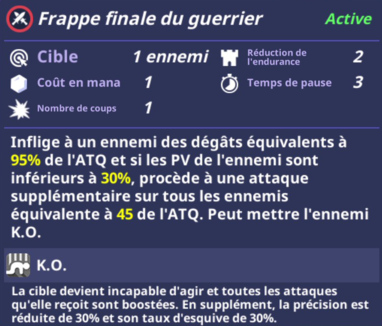 Frappe finale du guerrier Active
Cible 1 ennemi Réduction de l'endurance 2
Coût en mana 1 Temps de pause 3
Nombre de coups 1
Inflige à un ennemi des dégâts équivalents à
95% de l'ATQ et si les PV de l'ennemi sont
inférieurs à 30%, procède à une attaque
supplémentaire sur tous les ennemis
équivalente à 45 de l'ATQ. Peut mettre l'ennemi
K.O.
K.O.
La cible devient incapable d'agir et toutes les attaques
qu'elle reçoit sont boostées. En supplément, la précision est
réduite de 30% et son taux d'esquive de 30%.